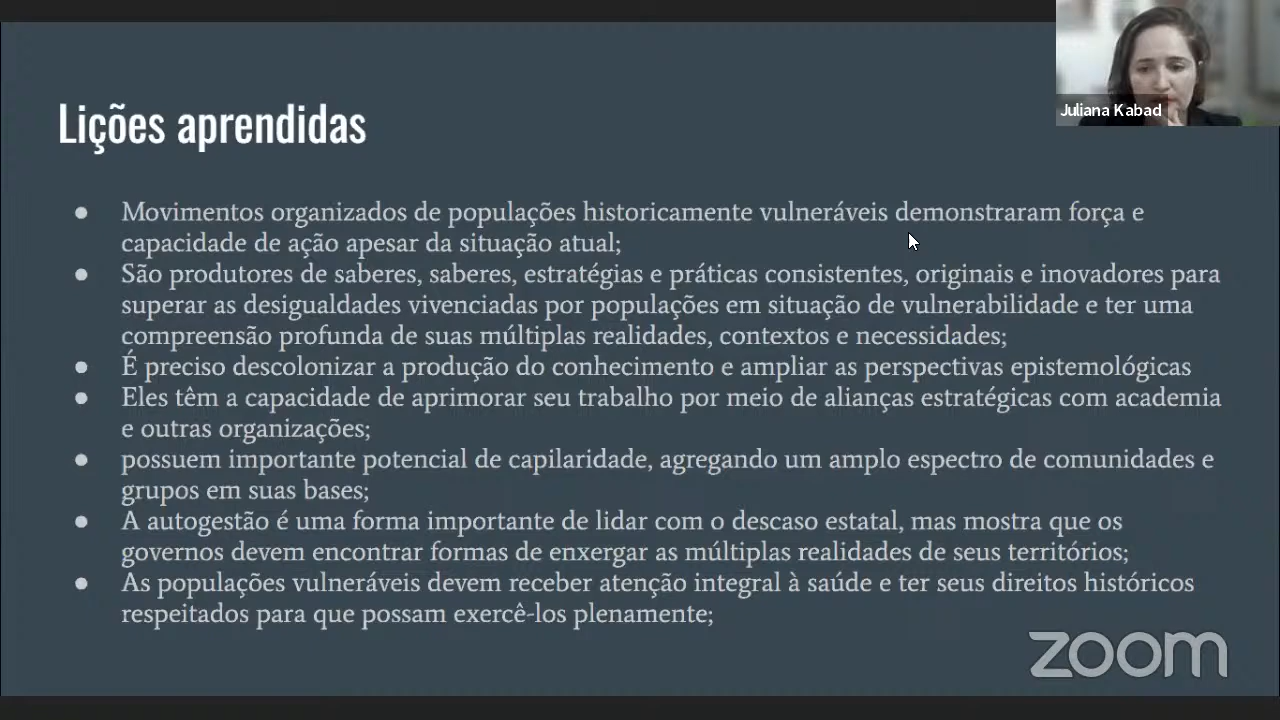 Juliana Kabad
Lições aprendidas
● Movimentos organizados de populações historicamente vulneráveis demonstraram força e
capacidade de ação apesar da situação atual;
● São produtores de saberes, saberes, estratégias e práticas consistentes, originais e inovadores para
superar as desigualdades vivenciadas por populações em situação de vulnerabilidade e ter uma
compreensão profunda de suas múltiplas realidades, contextos e necessidades;
● É preciso descolonizar a produção do conhecimento e ampliar as perspectivas epistemológicas
● Eles têm a capacidade de aprimorar seu trabalho por meio de alianças estratégicas com academia
e outras organizações;
● possuem importante potencial de capilaridade, agregando um amplo espectro de comunidades e
grupos em suas bases;
● A autogestão é uma forma importante de lidar com o descaso estatal, mas mostra que os
governos devem encontrar formas de enxergar as múltiplas realidades de seus territórios;
● As populações vulneráveis devem receber atenção integral à saúde e ter seus direitos históricos
respeitados para que possam exercê-los plenamente;
zoom